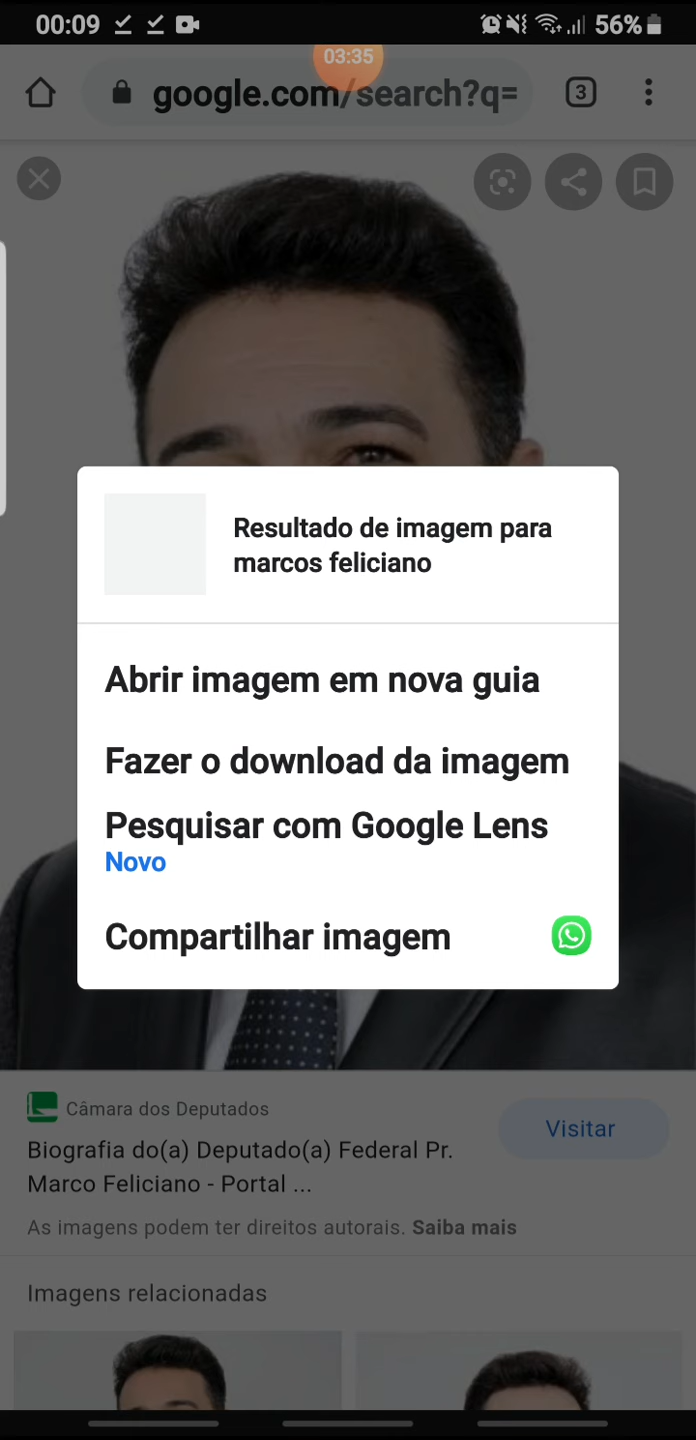 00:09
56%
03:35
google.com/search?q=
3
Resultado de imagem para
marcos feliciano
Abrir imagem em nova guia
Fazer o download da imagem
Pesquisar com Google Lens
Novo
Compartilhar imagem
Câmara dos Deputados
Biografia do(a) Deputado(a) Federal Pr.
Marco Feliciano - Portal ...
Visitar
As imagens podem ter direitos autorais. Saiba mais
Imagens relacionadas